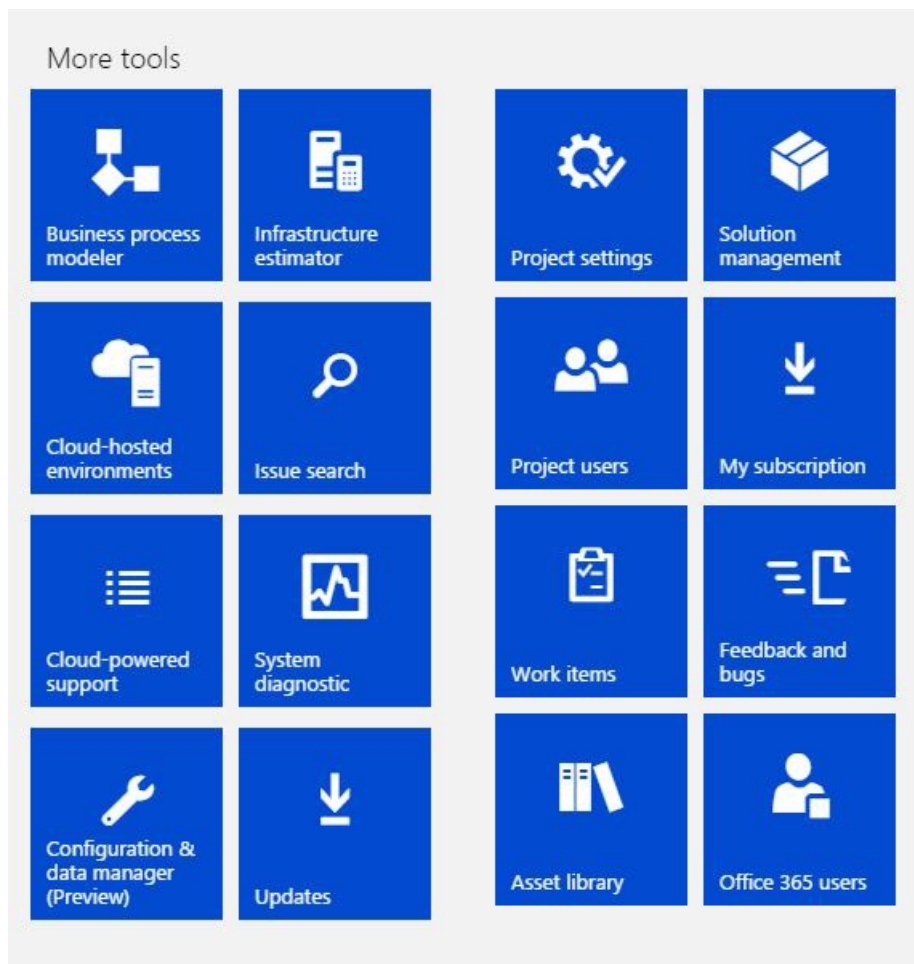 More tools
Business process
modeler
Infrastructure
estimator
Project settings
Solution
management
Cloud-hosted
environments
Issue search
Project users
My subscription
Cloud-powered
support
System
diagnostic
Work items
Feedback and
bugs
Configuration &
data manager
(Preview)
Updates
Asset library
Office 365 users